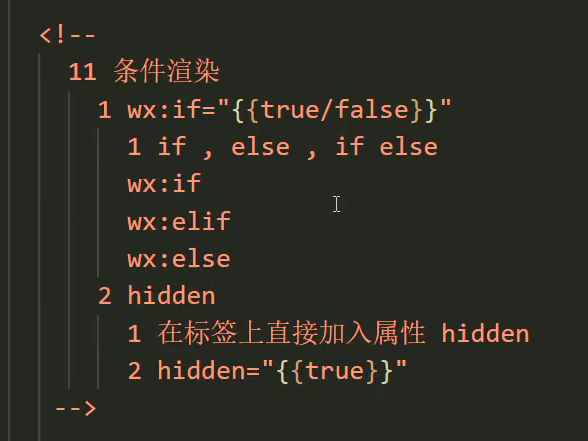 <!--
11 条件渲染
1 wx:if="{{true/false}}"
1 if , else , if else
wx:if
wx:elif
wx:else
2 hidden
1 在标签上直接加入属性 hidden
2 hidden="{{true}}"
-->